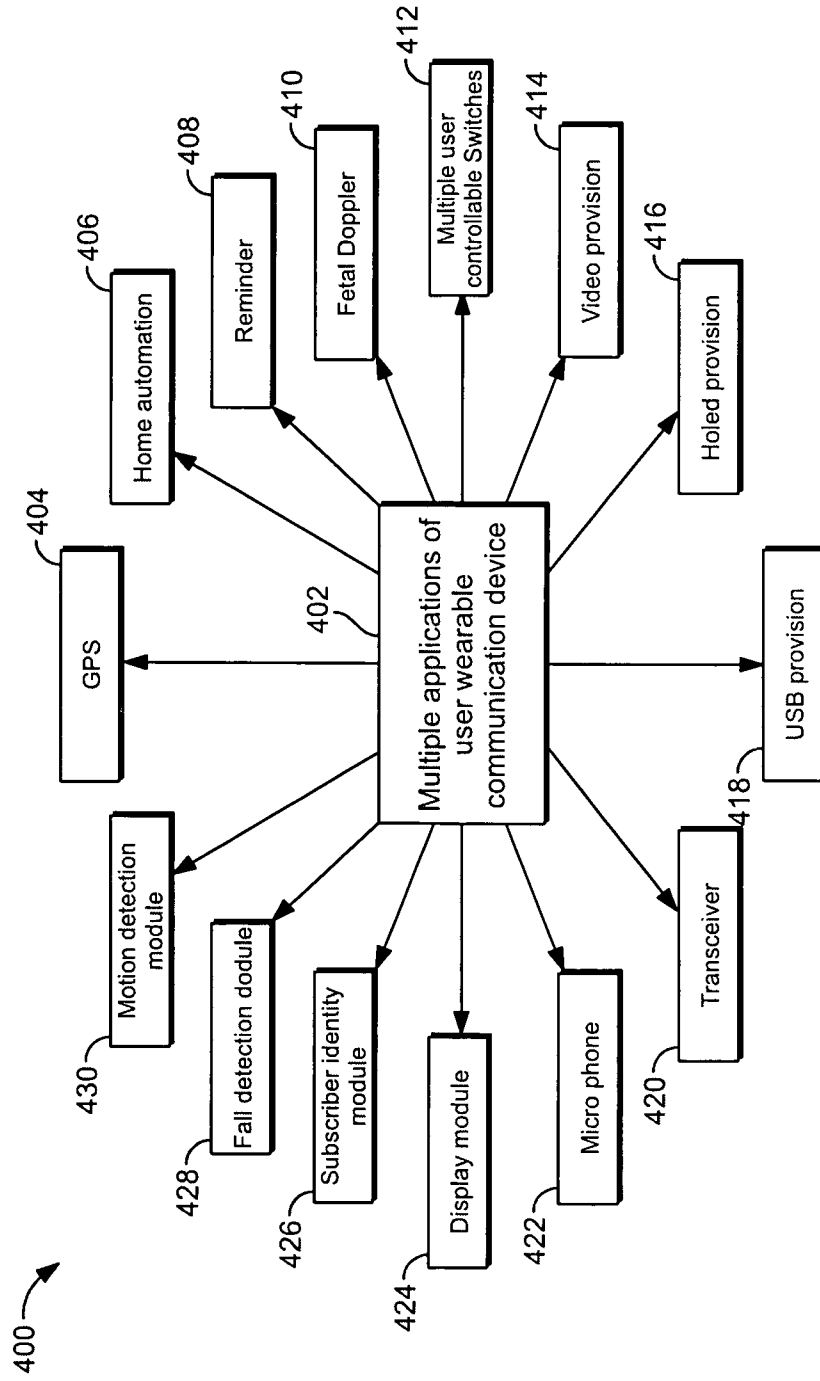 400
404
GPS
406
Home automation
408
Reminder
410
Fetal Doppler
412
Multiple user
controllable Switches
414
Video provision
416
Holed provision
418
USB provision
420
Transceiver
422
Micro phone
424
Display module
426
Subscriber identity
module
428
Fall detection dodule
430
Motion detection
module
402
Multiple applications of
user wearable
communication device